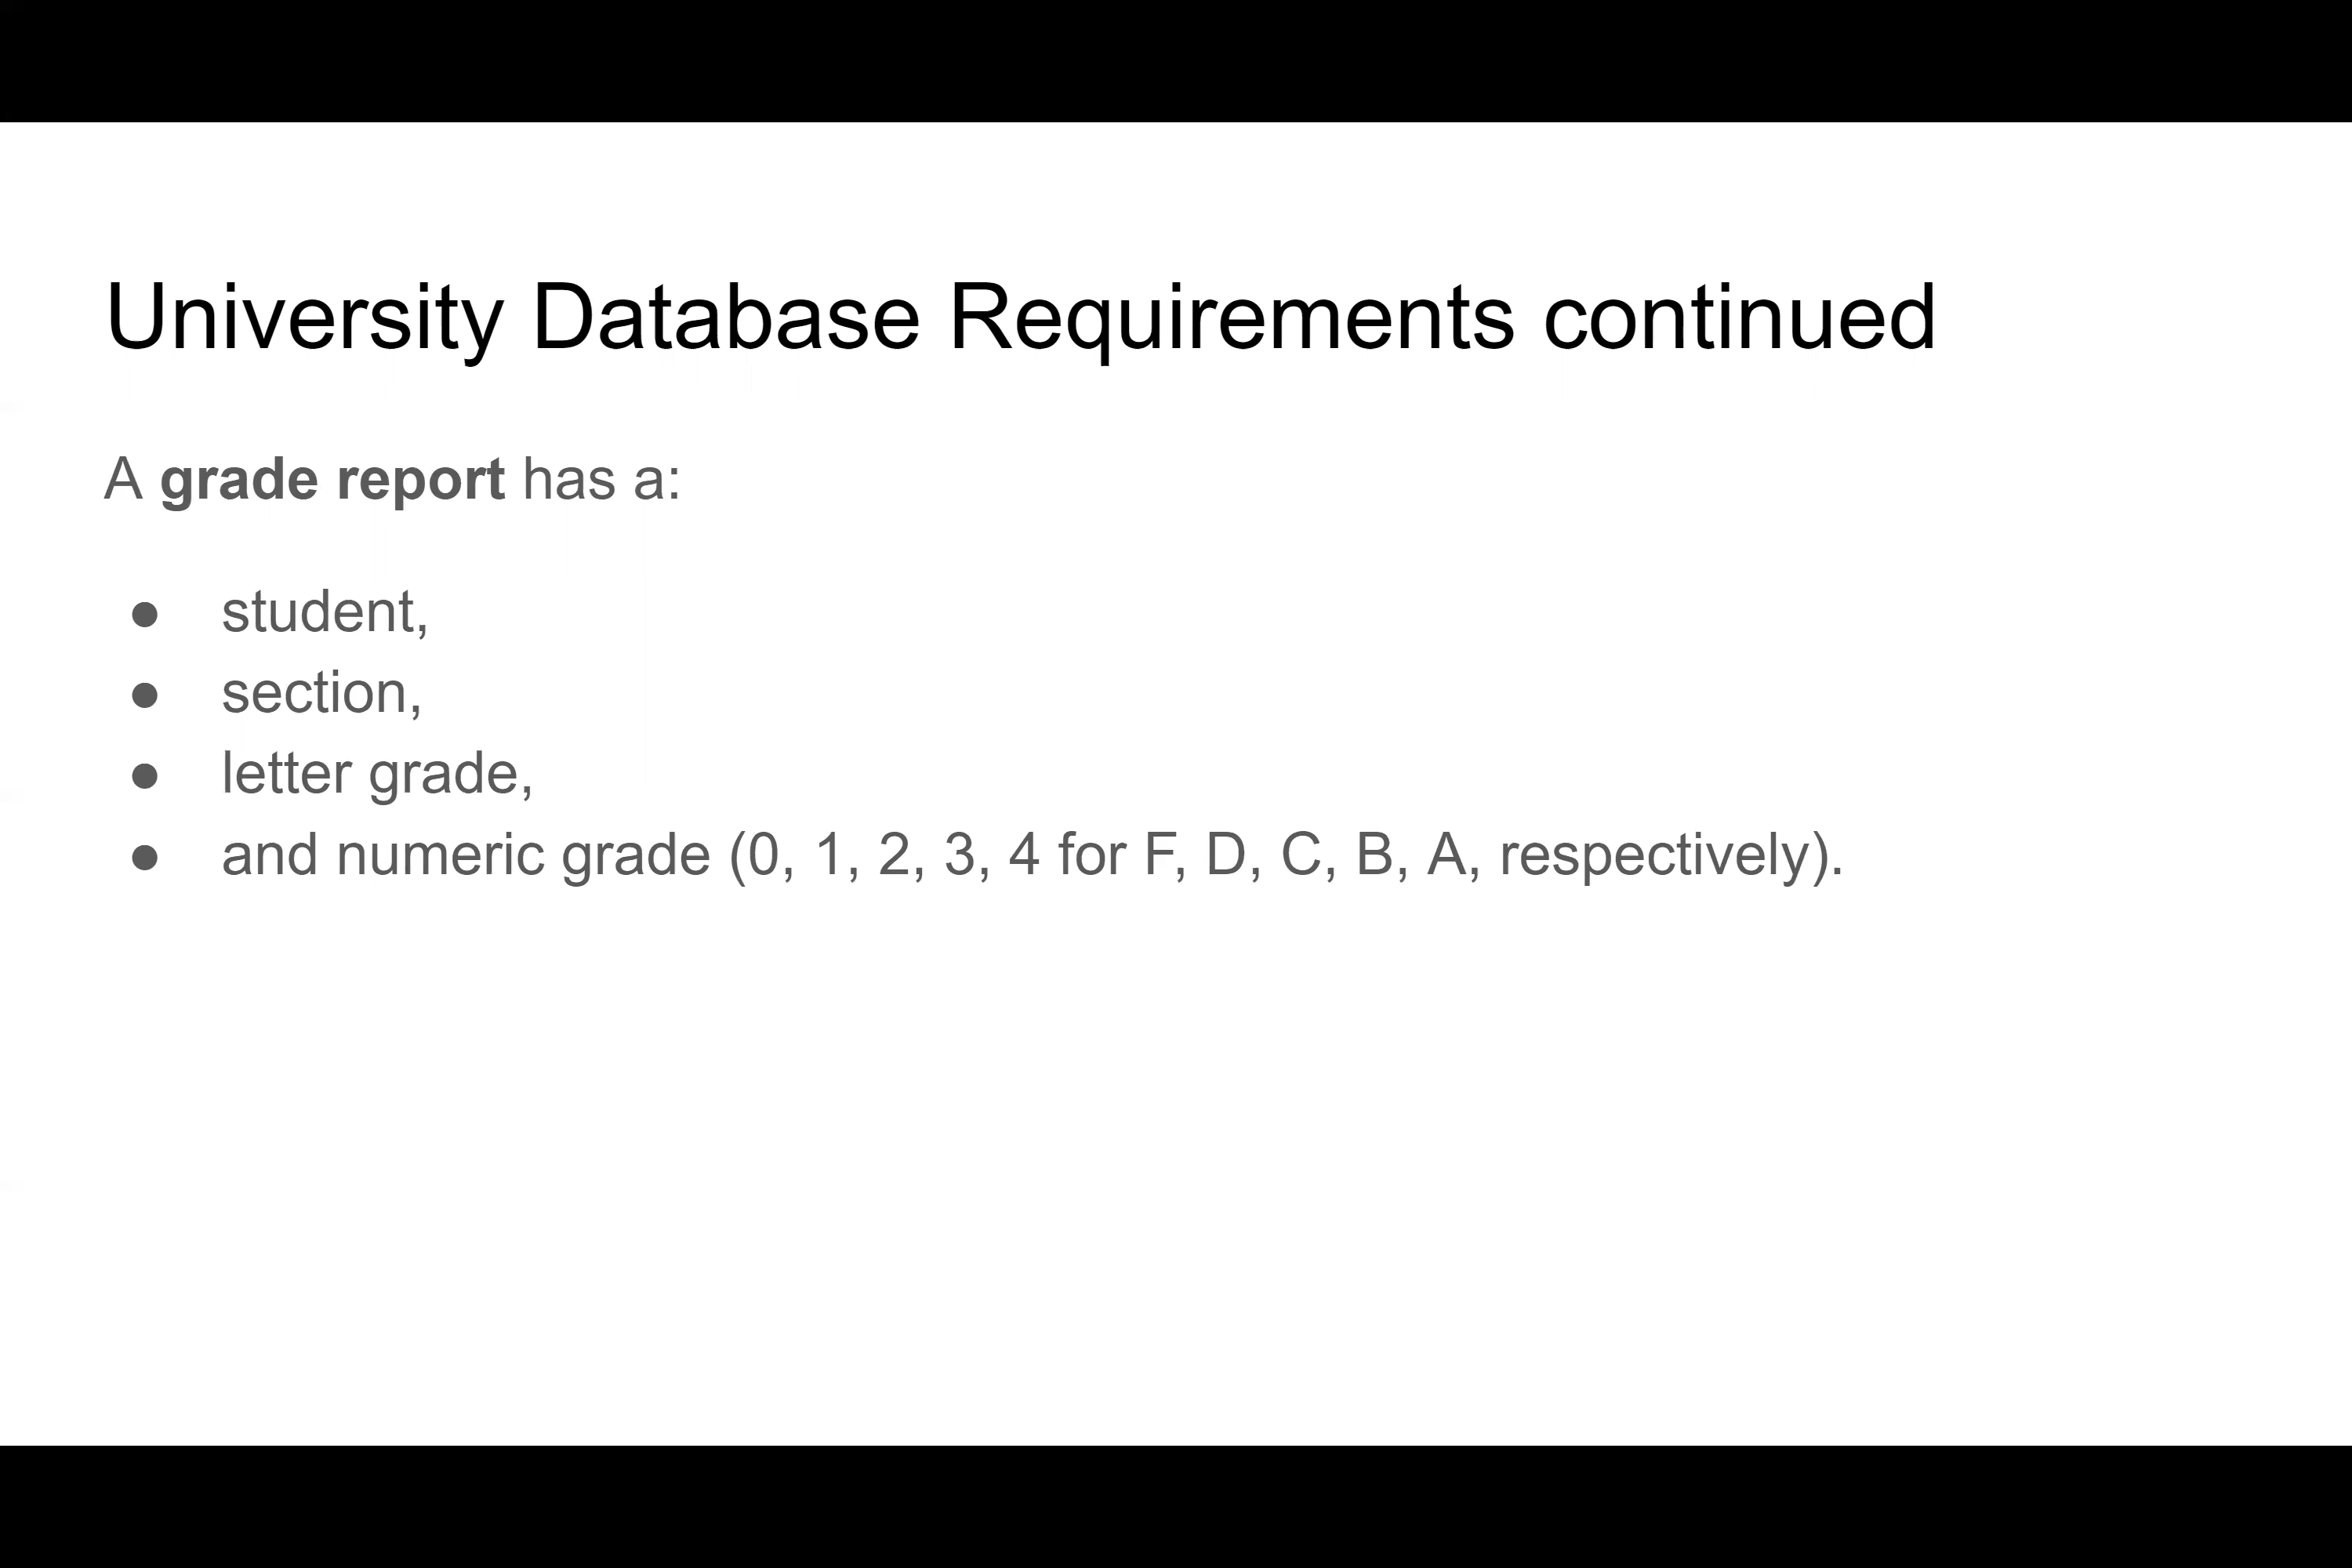 University Database Requirements continued
A grade report has a:
● student,
● section,
● letter grade,
● and numeric grade (0, 1, 2, 3, 4 for F, D, C, B, A, respectively).